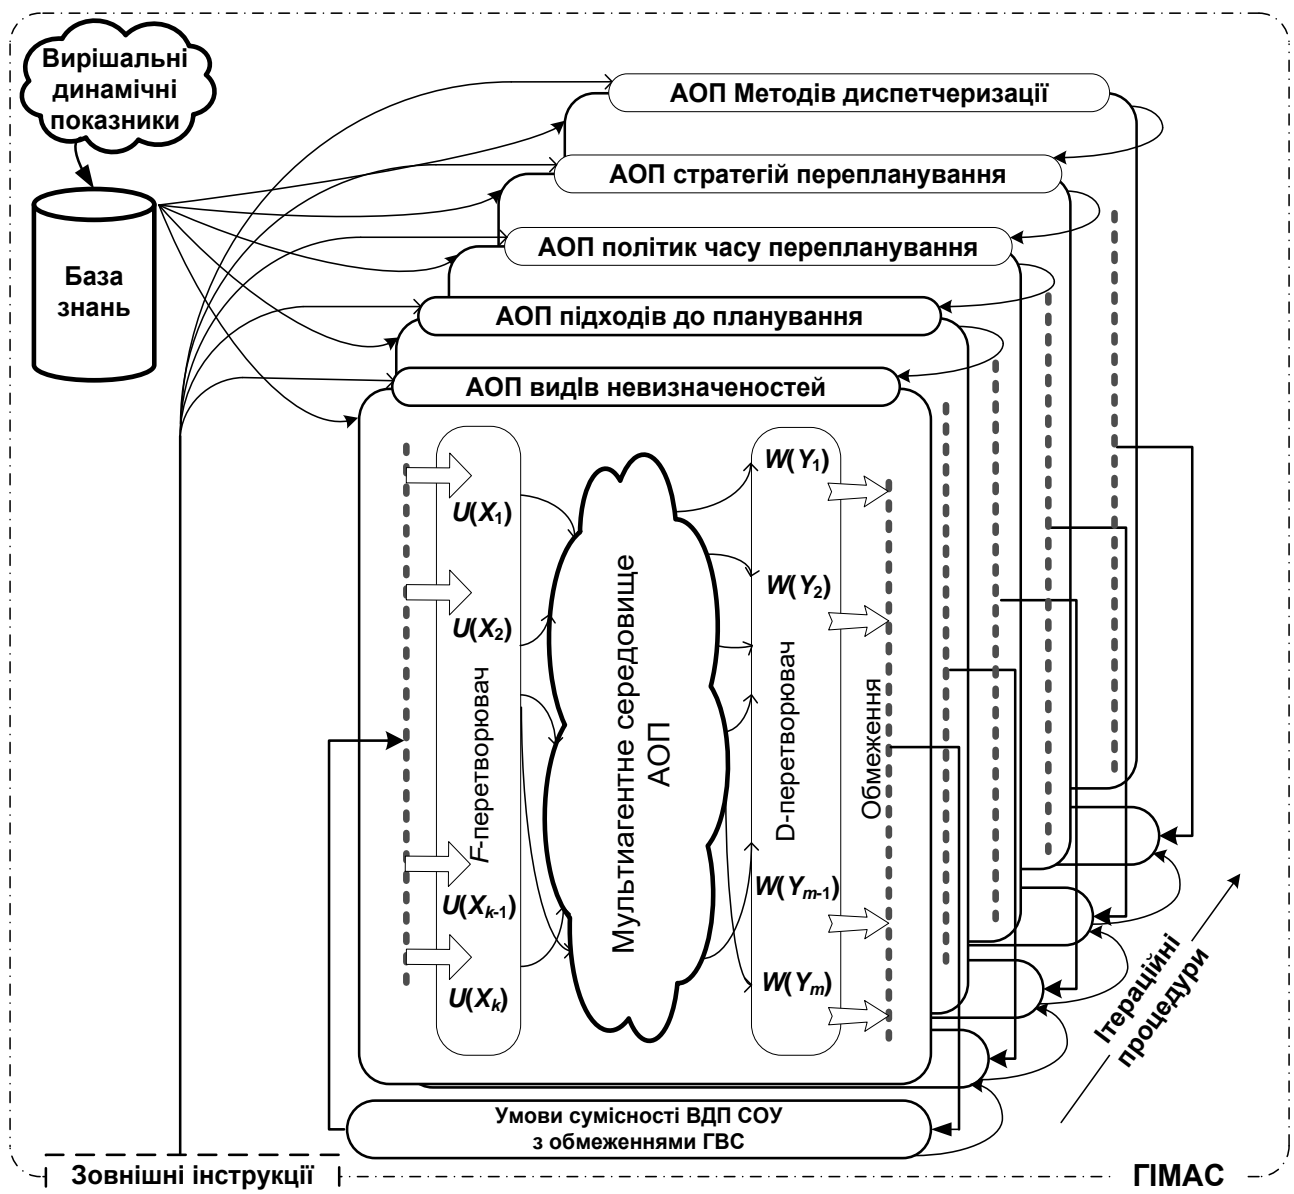 Вирішальні
динамічні
показники
База
знань
АОП Методів диспетчеризації
АОП стратегій перепланування
АОП політик часу перепланування
АОП підходів до планування
АОП видІв невизначеностей
U(X1)
U(X2)
F-перетворювач
U(Xk-1)
U(Xk)
Мультиагентне середовище
АОП
W(Y1)
W(Y2)
D-перетворювач
W(Ym-1)
W(Ym)
Обмеження
Ітераційні
процедури
Умови сумісності ВДП СОУ
з обмеженнями ГВС
Зовнішні інструкції
ГІМАС